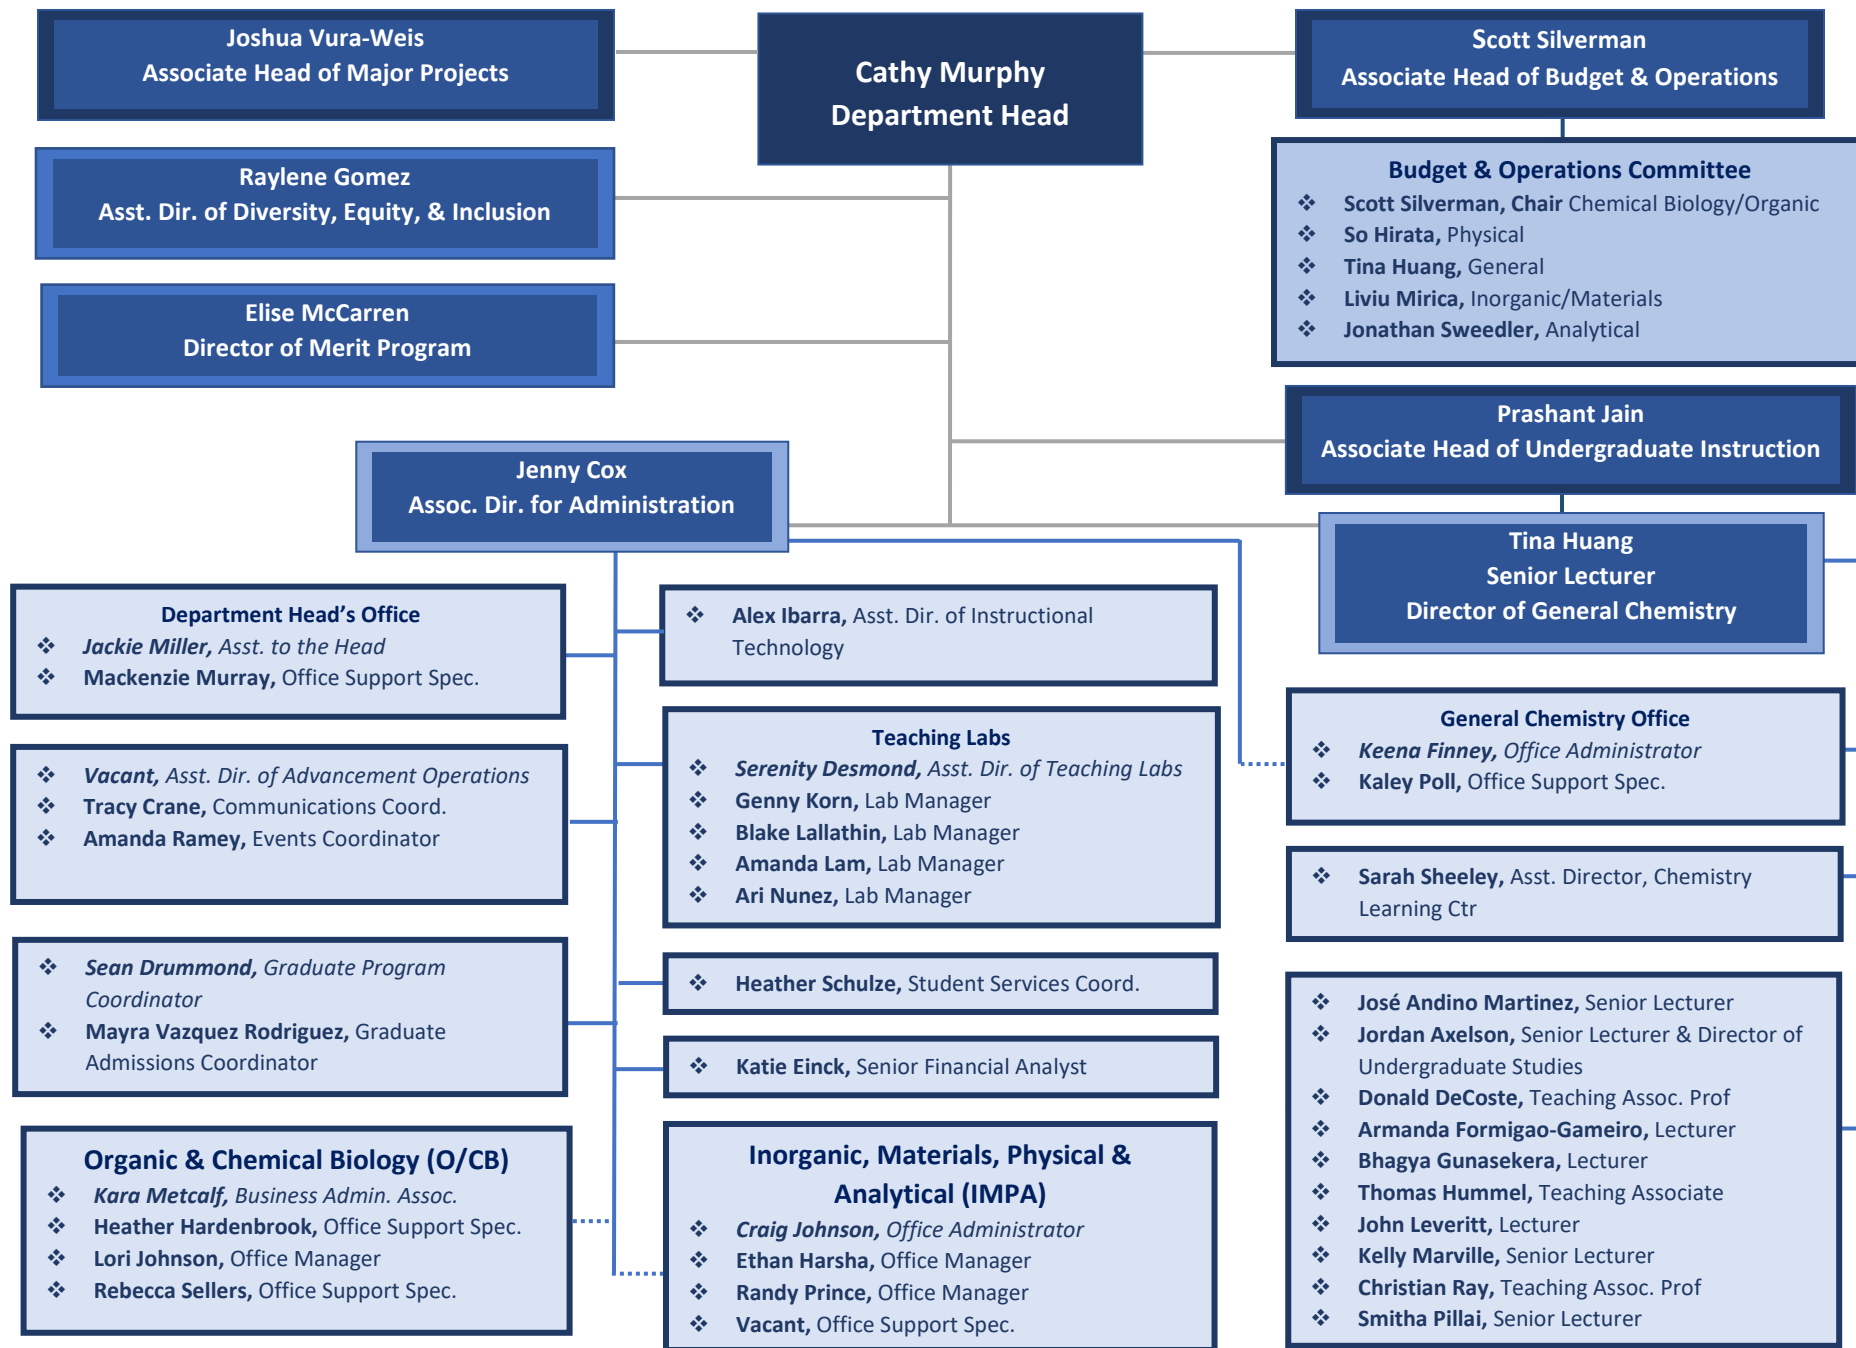 Joshua Vura-Weis
Associate Head of Major Projects
Cathy Murphy
Department Head
Scott Silverman
Associate Head of Budget & Operations
Raylene Gomez
Asst. Dir. of Diversity, Equity, & Inclusion
Budget & Operations Committee
❖ Scott Silverman, Chair Chemical Biology/Organic
❖ So Hirata, Physical
❖ Tina Huang, General
❖ Liviu Mirica, Inorganic/Materials
❖ Jonathan Sweedler, Analytical
Elise McCarren
Director of Merit Program
Prashant Jain
Associate Head of Undergraduate Instruction
Jenny Cox
Assoc. Dir. for Administration
Tina Huang
Senior Lecturer
Director of General Chemistry
Department Head’s Office
❖ Jackie Miller, Asst. to the Head
❖ Mackenzie Murray, Office Support Spec.
❖ Vacant, Asst. Dir. of Advancement Operations
❖ Tracy Crane, Communications Coord.
❖ Amanda Ramey, Events Coordinator
❖ Sean Drummond, Graduate Program
Coordinator
❖ Mayra Vazquez Rodriguez, Graduate
Admissions Coordinator
Organic & Chemical Biology (O/CB)
❖ Kara Metcalf, Business Admin. Assoc.
❖ Heather Hardenbrook, Office Support Spec.
❖ Lori Johnson, Office Manager
❖ Rebecca Sellers, Office Support Spec.
❖ Alex Ibarra, Asst. Dir. of Instructional
Technology
Teaching Labs
❖ Serenity Desmond, Asst. Dir. of Teaching Labs
❖ Genny Korn, Lab Manager
❖ Blake Lallathin, Lab Manager
❖ Amanda Lam, Lab Manager
❖ Ari Nunez, Lab Manager
❖ Heather Schulze, Student Services Coord.
❖ Katie Einck, Senior Financial Analyst
Inorganic, Materials, Physical &
Analytical (IMPA)
❖ Craig Johnson, Office Administrator
❖ Ethan Harsha, Office Manager
❖ Randy Prince, Office Manager
❖ Vacant, Office Support Spec.
General Chemistry Office
❖ Keena Finney, Office Administrator
❖ Kaley Poll, Office Support Spec.
❖ Sarah Sheeley, Asst. Director, Chemistry
Learning Ctr
❖ José Andino Martinez, Senior Lecturer
❖ Jordan Axelson, Senior Lecturer & Director of
Undergraduate Studies
❖ Donald DeCoste, Teaching Assoc. Prof
❖ Armanda Formigao-Gameiro, Lecturer
❖ Bhagya Gunasekera, Lecturer
❖ Thomas Hummel, Teaching Associate
❖ John Leveritt, Lecturer
❖ Kelly Marville, Senior Lecturer
❖ Christian Ray, Teaching Assoc. Prof
❖ Smitha Pillai, Senior Lecturer